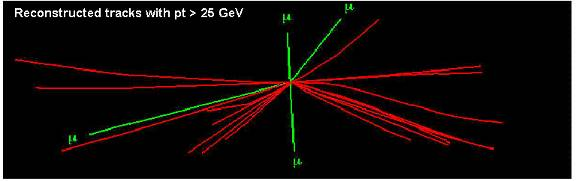 Reconstructed tracks with pt > 25 GeV
μ
μ
μ
μ